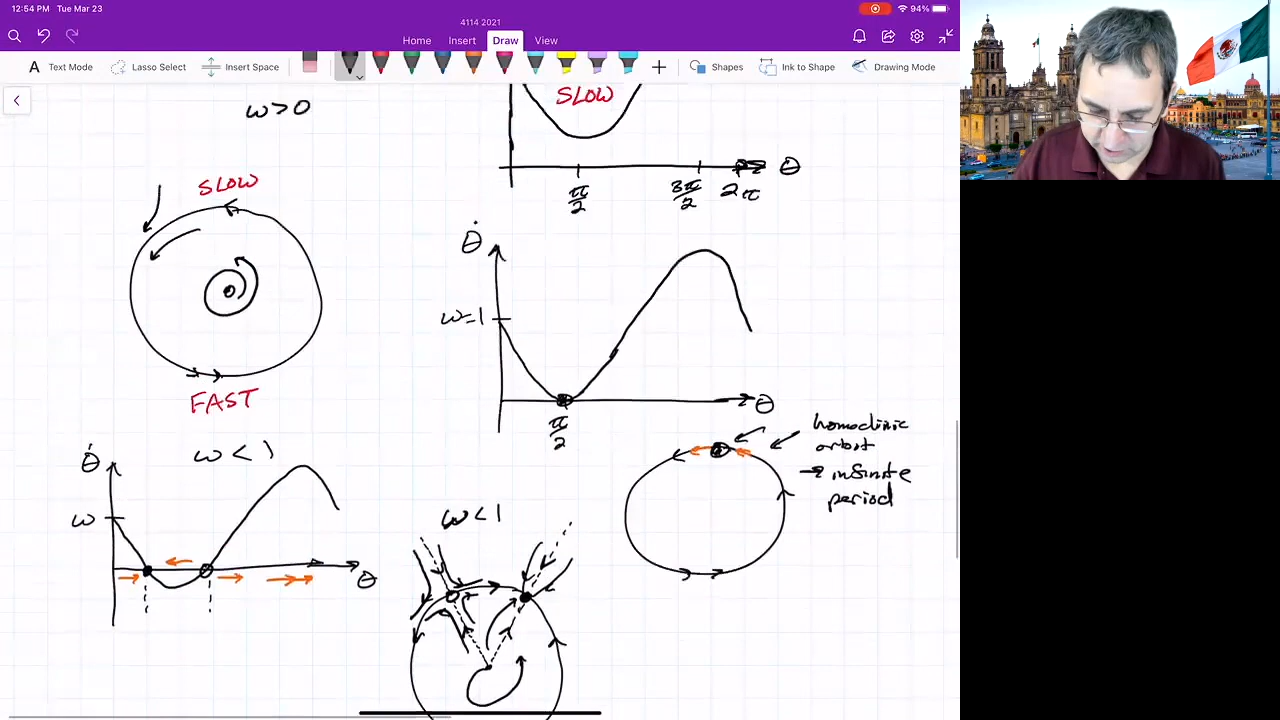 12:54 PM Tue Mar 23
94%
4114 2021
Home Insert Draw View
Text Mode
Lasso Select
Insert Space
Shapes
Ink to Shape
Drawing Mode
ω>0
SLOW
θ
π/2
3π/2
2π
SLOW
FAST
θ̇
ω=1
θ
π/2
homoclinic
orbit
→ infinite
period
ω<1
θ̇
ω
θ
ω<1